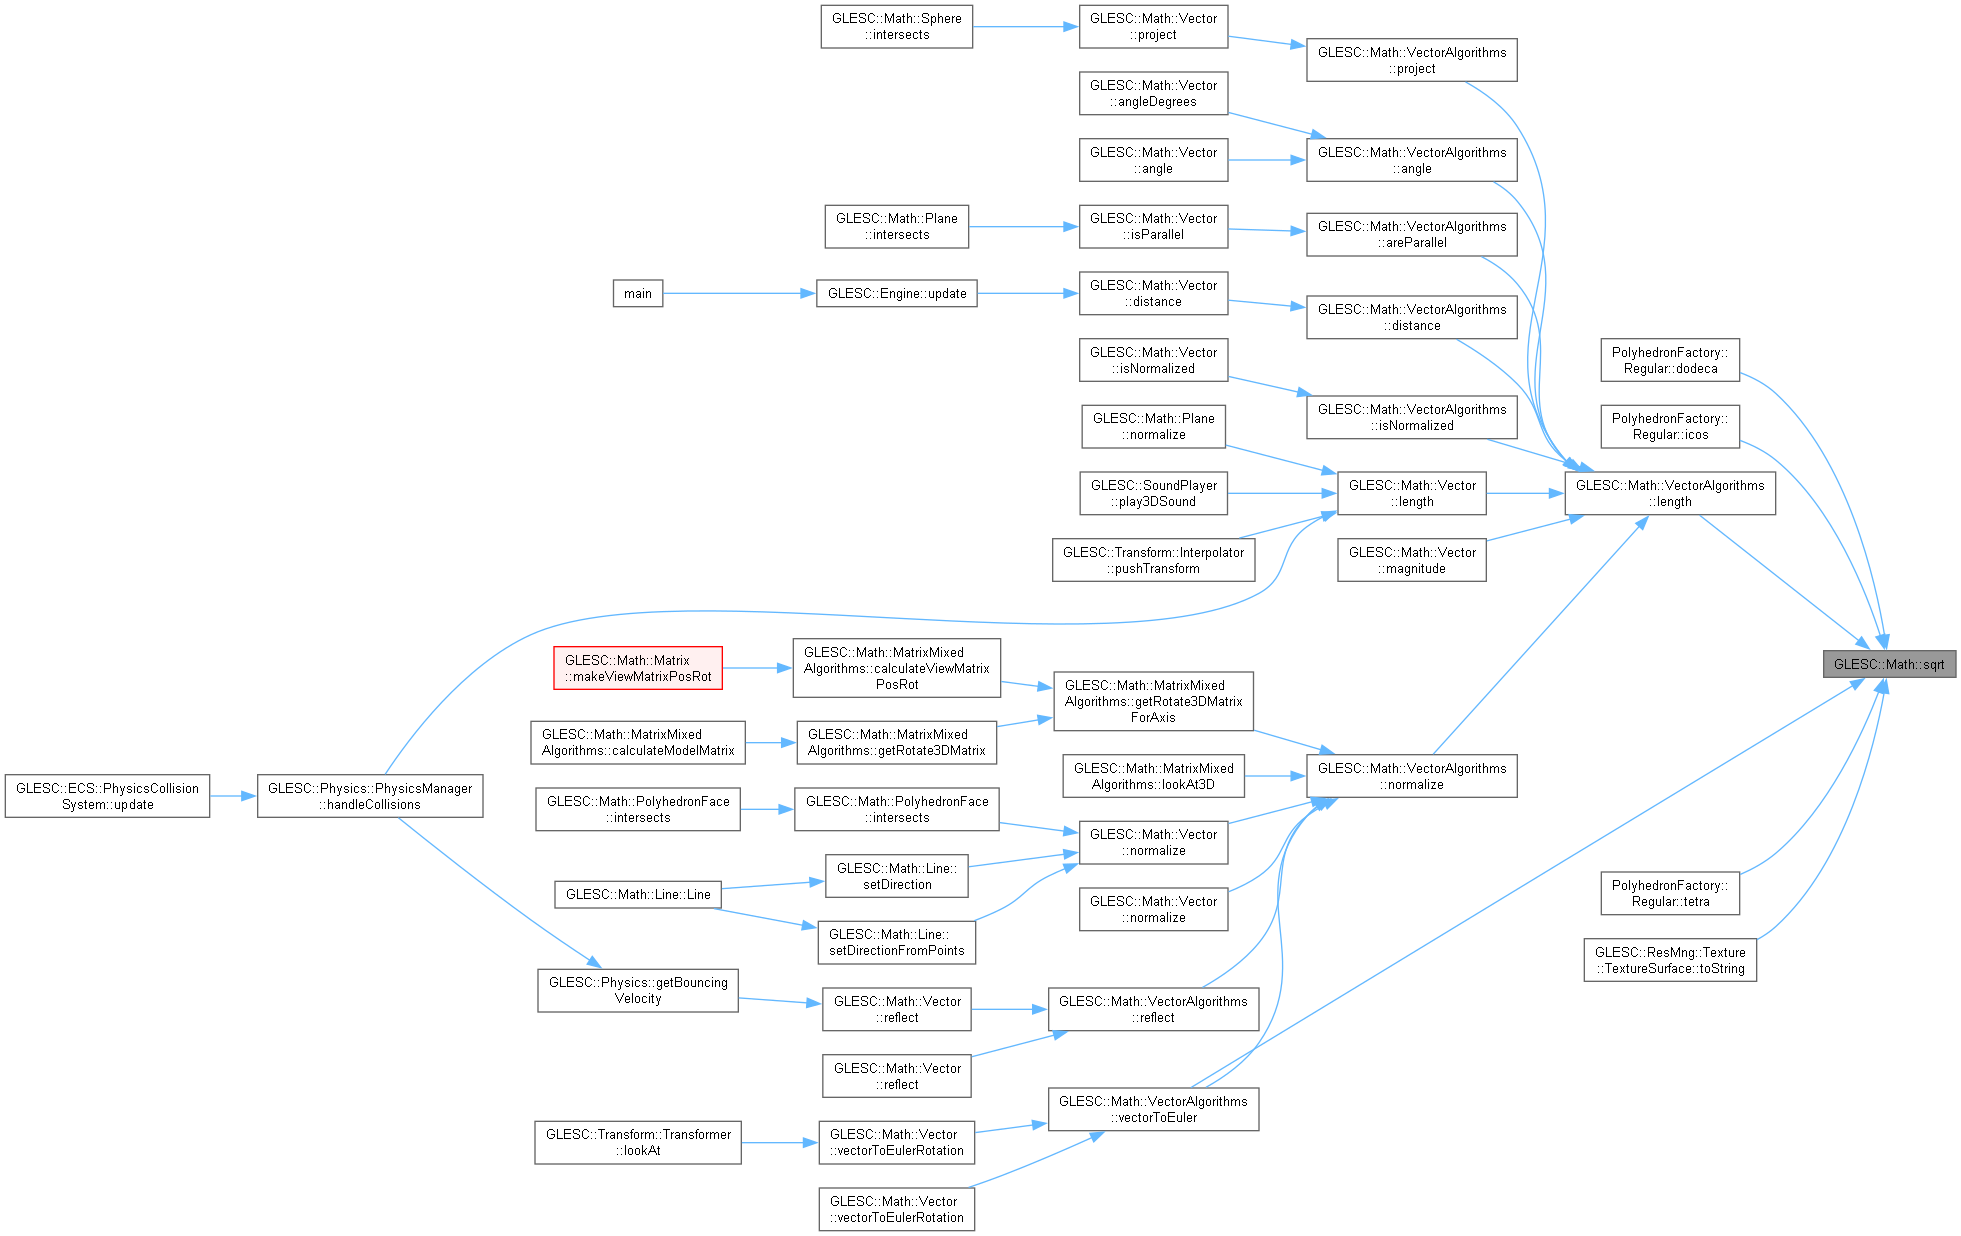 GLESC::Math::Sphere
::intersects
GLESC::Math::Vector
::project
GLESC::Math::VectorAlgorithms
::project
GLESC::Math::Vector
::angleDegrees
GLESC::Math::Vector
::angle
GLESC::Math::VectorAlgorithms
::angle
GLESC::Math::Plane
::intersects
GLESC::Math::Vector
::isParallel
GLESC::Math::VectorAlgorithms
::areParallel
main
GLESC::Engine::update
GLESC::Math::Vector
::distance
GLESC::Math::VectorAlgorithms
::distance
GLESC::Math::Vector
::isNormalized
GLESC::Math::VectorAlgorithms
::isNormalized
PolyhedronFactory::
Regular::dodeca
PolyhedronFactory::
Regular::icos
GLESC::Math::Plane
::normalize
GLESC::SoundPlayer
::play3DSound
GLESC::Math::Vector
::length
GLESC::Math::VectorAlgorithms
::length
GLESC::Transform::Interpolator
::pushTransform
GLESC::Math::Vector
::magnitude
GLESC::Math::Matrix
::makeViewMatrixPosRot
GLESC::Math::MatrixMixed
Algorithms::calculateViewMatrix
PosRot
GLESC::Math::MatrixMixed
Algorithms::getRotate3DMatrix
ForAxis
GLESC::Math::sqrt
GLESC::Math::MatrixMixed
Algorithms::calculateModelMatrix
GLESC::Math::MatrixMixed
Algorithms::getRotate3DMatrix
GLESC::Math::MatrixMixed
Algorithms::lookAt3D
GLESC::Math::VectorAlgorithms
::normalize
GLESC::ECS::PhysicsCollision
System::update
GLESC::Physics::PhysicsManager
::handleCollisions
GLESC::Math::PolyhedronFace
::intersects
GLESC::Math::PolyhedronFace
::intersects
GLESC::Math::Vector
::normalize
GLESC::Math::Line::Line
GLESC::Math::Line::
setDirection
GLESC::Math::Vector
::normalize
PolyhedronFactory::
Regular::tetra
GLESC::Math::Line::
setDirectionFromPoints
GLESC::ResMng::Texture
::TextureSurface::toString
GLESC::Physics::getBouncing
Velocity
GLESC::Math::Vector
::reflect
GLESC::Math::VectorAlgorithms
::reflect
GLESC::Math::Vector
::reflect
GLESC::Math::VectorAlgorithms
::vectorToEuler
GLESC::Transform::Transformer
::lookAt
GLESC::Math::Vector
::vectorToEulerRotation
GLESC::Math::Vector
::vectorToEulerRotation